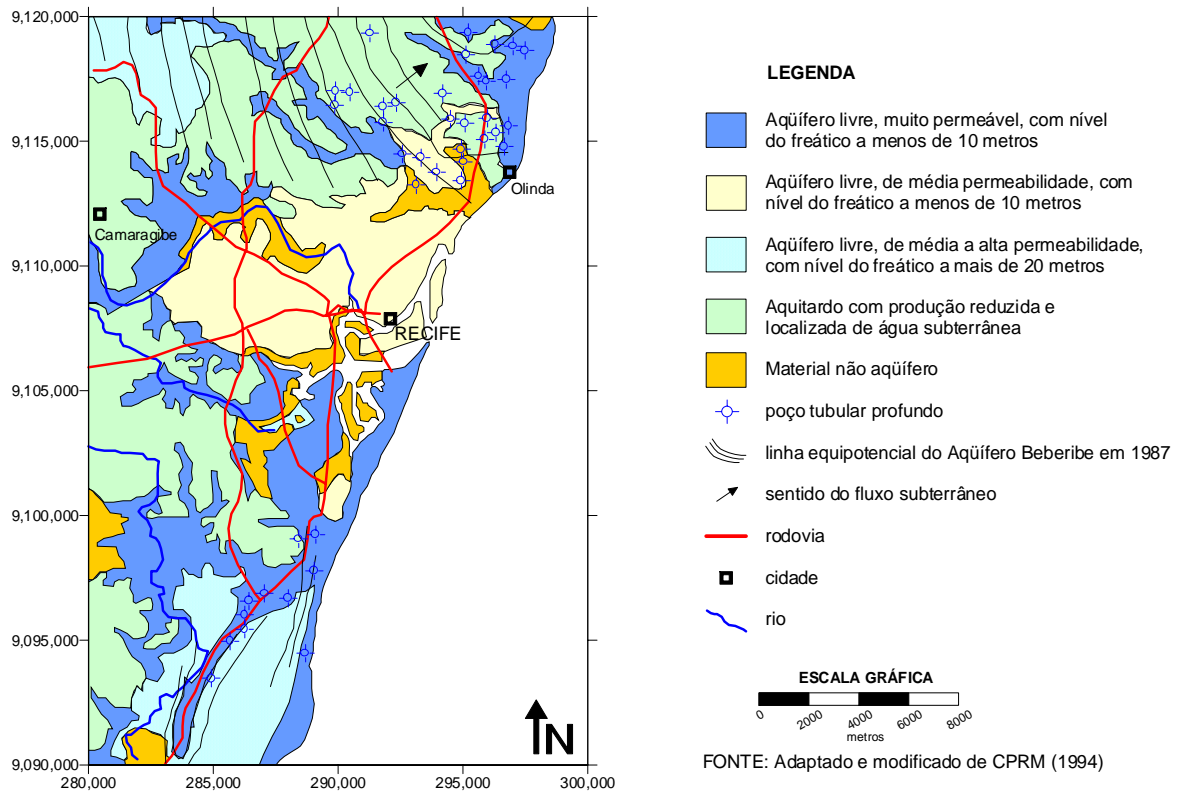 9,120,000
9,115,000
9,110,000
9,105,000
9,100,000
9,095,000
9,090,000
280,000
285,000
290,000
295,000
300,000
Olinda
Camaragibe
RECIFE
N
LEGENDA
Aqüífero livre, muito permeável, com nível
do freático a menos de 10 metros
Aqüífero livre, de média permeabilidade, com
nível do freático a menos de 10 metros
Aqüífero livre, de média a alta permeabilidade,
com nível do freático a mais de 20 metros
Aquitardo com produção reduzida e
localizada de água subterrânea
Material não aqüífero
poço tubular profundo
linha equipotencial do Aqüífero Beberibe em 1987
sentido do fluxo subterrâneo
rodovia
cidade
rio
ESCALA GRÁFICA
0 2000 4000 6000 8000
metros
FONTE: Adaptado e modificado de CPRM (1994)